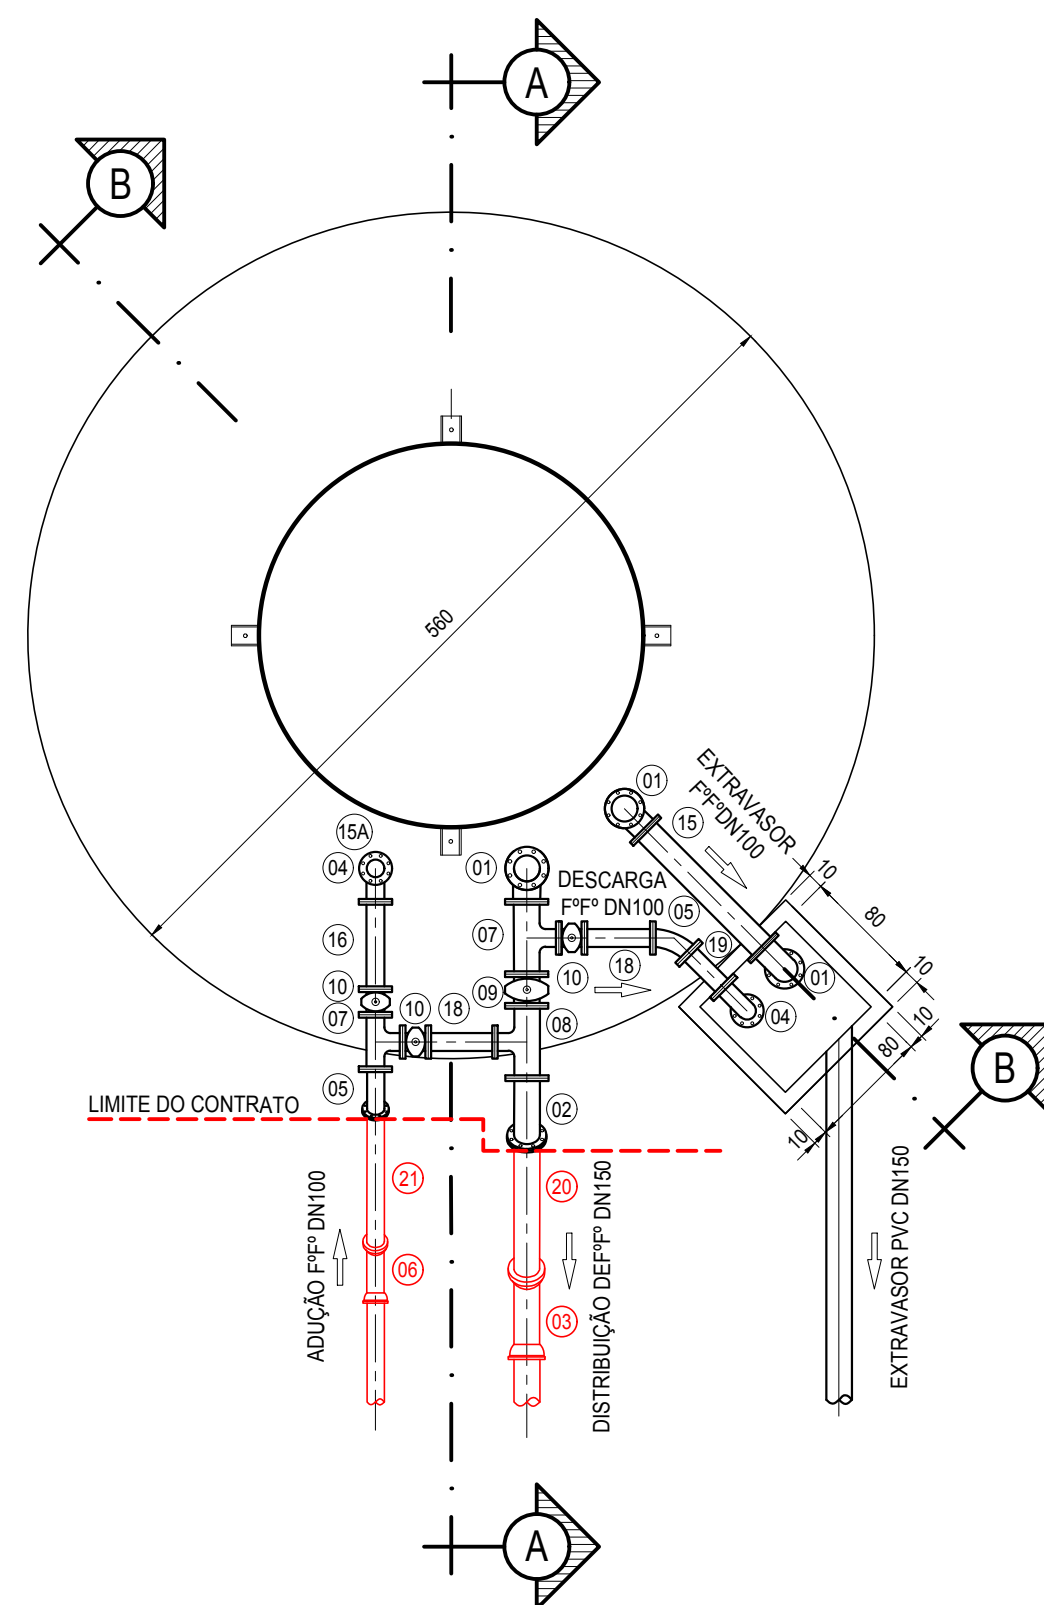 A
B
560
EXTRAVASOR
FºFºDN100
01
15
10
80
10
15A
04
01
DESCARGA
FºFº DN100
05
16
07
19
01
10
09
10
18
04
10
07
10
18
08
80
10
05
02
B
LIMITE DO CONTRATO
10
21
20
06
03
ADUÇÃO FºFº DN100
DISTRIBUIÇÃO DEFºFº DN150
EXTRAVASOR PVC DN150
A